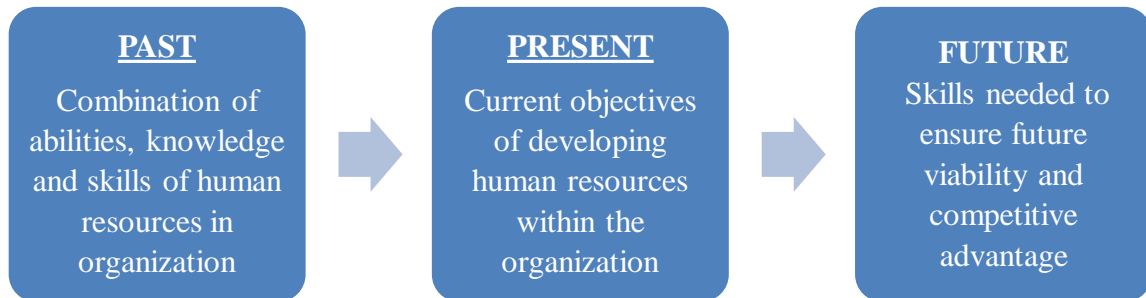 PAST
Combination of
abilities, knowledge
and skills of human
resources in
organization
PRESENT
Current objectives
of developing
human resources
within the
organization
FUTURE
Skills needed to
ensure future
viability and
competitive
advantage